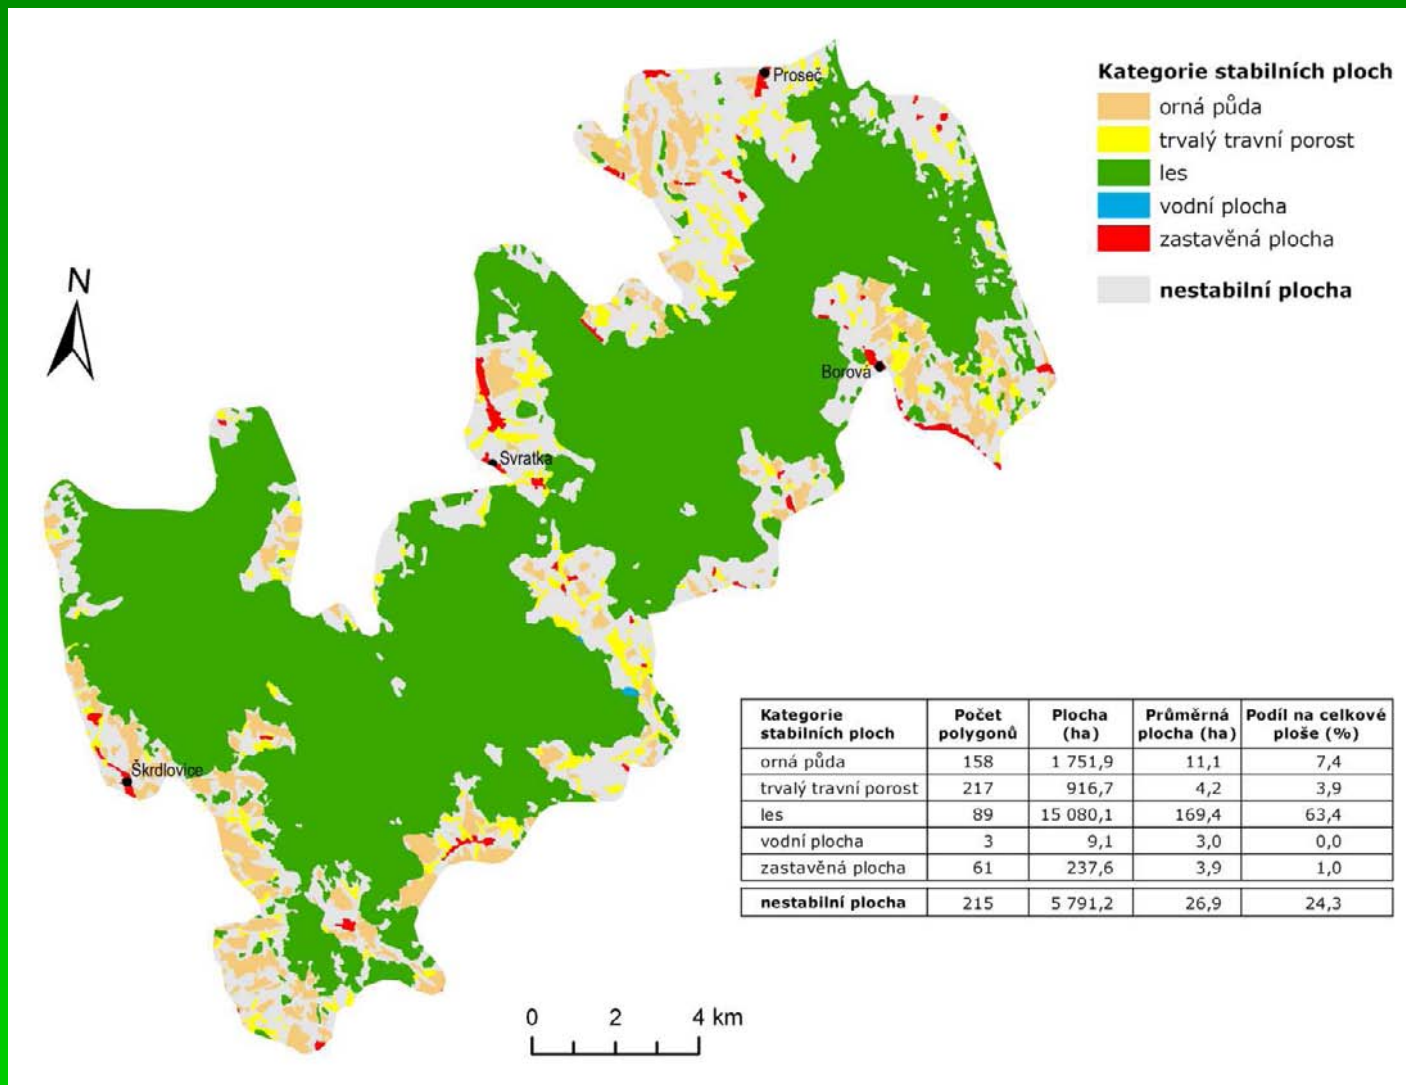 Proseč
Kategorie stabilních ploch
orná půda
trvalý travní porost
les
vodní plocha
zastavěná plocha
nestabilní plocha
N
Borová
Svratka
Škrdlovice
Kategorie stabilních ploch Počet polygonů Plocha (ha) Průměrná plocha (ha) Podíl na celkové ploše (%)
orná půda 158 1 751,9 11,1 7,4
trvalý travní porost 217 916,7 4,2 3,9
les 89 15 080,1 169,4 63,4
vodní plocha 3 9,1 3,0 0,0
zastavěná plocha 61 237,6 3,9 1,0
nestabilní plocha 215 5 791,2 26,9 24,3
0 2 4 km